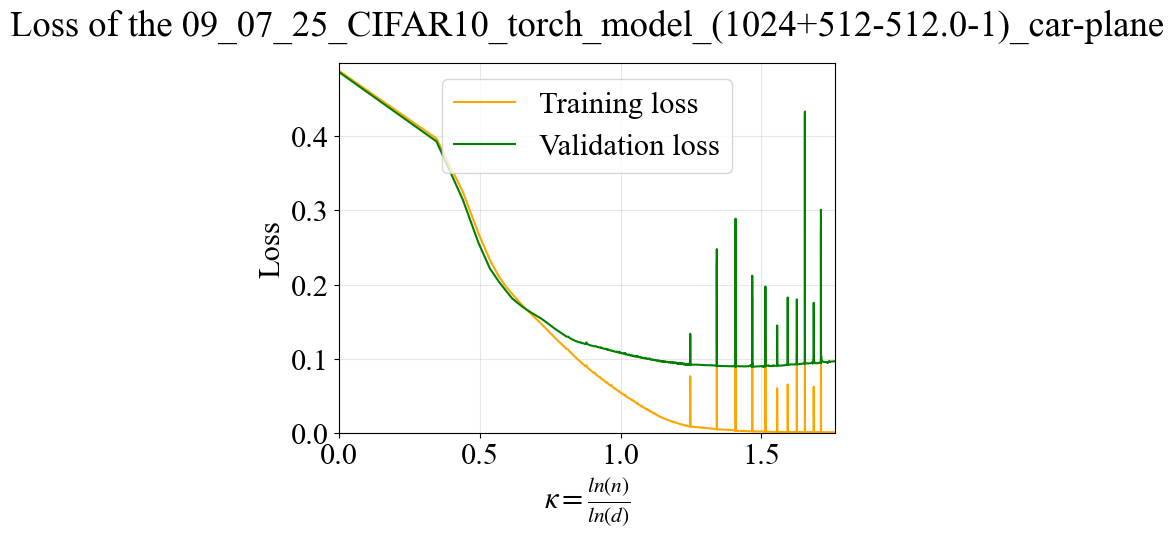 Loss of the 09_07_25_CIFAR10_torch_model_(1024+512-512.0-1)_car-plane
Training loss
Validation loss
Loss
0.4
0.3
0.2
0.1
0.0
0.0 0.5 1.0 1.5
κ = ln(n)/ln(d)